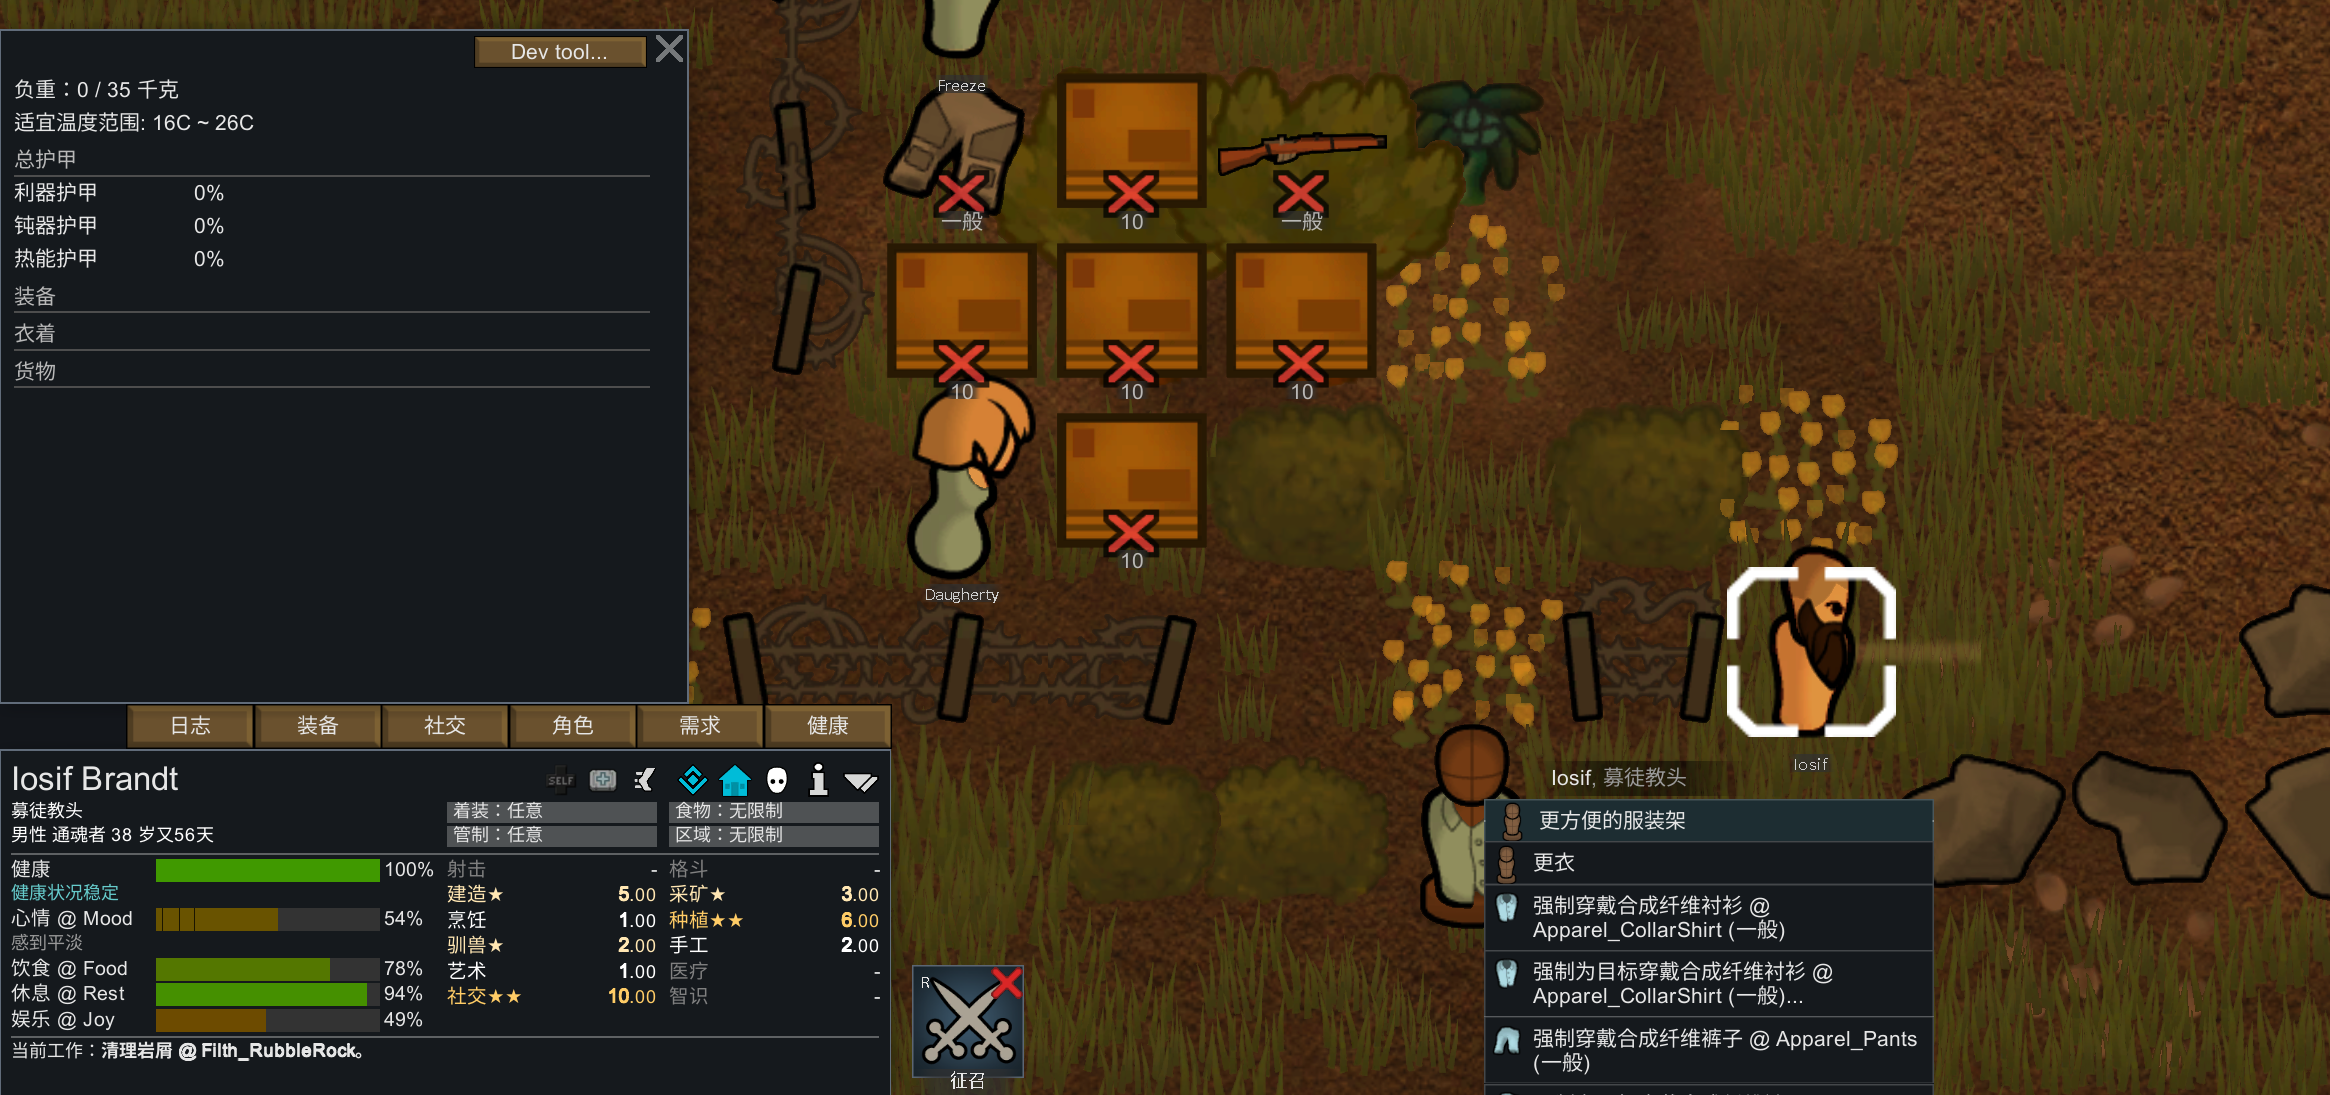 Dev tool...
负重：0 / 35 千克
适宜温度范围: 16C ~ 26C
总护甲
利器护甲 0%
钝器护甲 0%
热能护甲 0%
装备
衣着
货物
Freeze
一般
10
一般
10
10
10
10
Daugherty
Iosif
日志
装备
社交
角色
需求
健康
Iosif Brandt
SELF
募徒教头
男性 通魂者 38 岁又56天
着装：任意
食物：无限制
管制：任意
区域：无限制
健康 100%
健康状况稳定
心情 @ Mood 54%
感到平淡
饮食 @ Food 78%
休息 @ Rest 94%
娱乐 @ Joy 49%
射击 -
格斗 -
建造★ 5.00
采矿★ 3.00
烹饪 1.00
种植★★ 6.00
驯兽★ 2.00
手工 2.00
艺术 1.00
医疗 -
社交★★ 10.00
智识 -
当前工作：清理岩屑 @ Filth_RubbleRock。
R
征召
Iosif, 募徒教头
更方便的服装架
更衣
强制穿戴合成纤维衬衫 @
Apparel_CollarShirt (一般)
强制为目标穿戴合成纤维衬衫 @
Apparel_CollarShirt (一般)...
强制穿戴合成纤维裤子 @ Apparel_Pants
(一般)